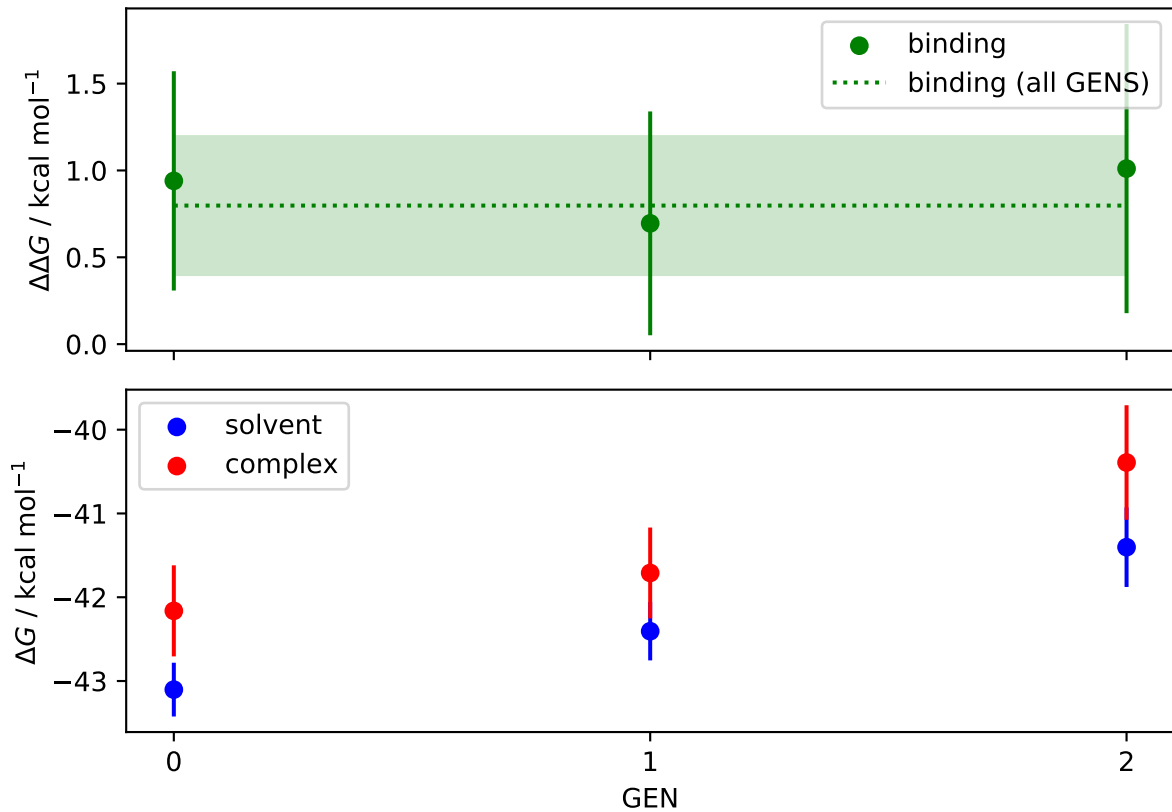 binding
binding (all GENS)
ΔΔG / kcal mol⁻¹
1.5
1.0
0.5
0.0
solvent
complex
ΔG / kcal mol⁻¹
−40
−41
−42
−43
0 1 2
GEN